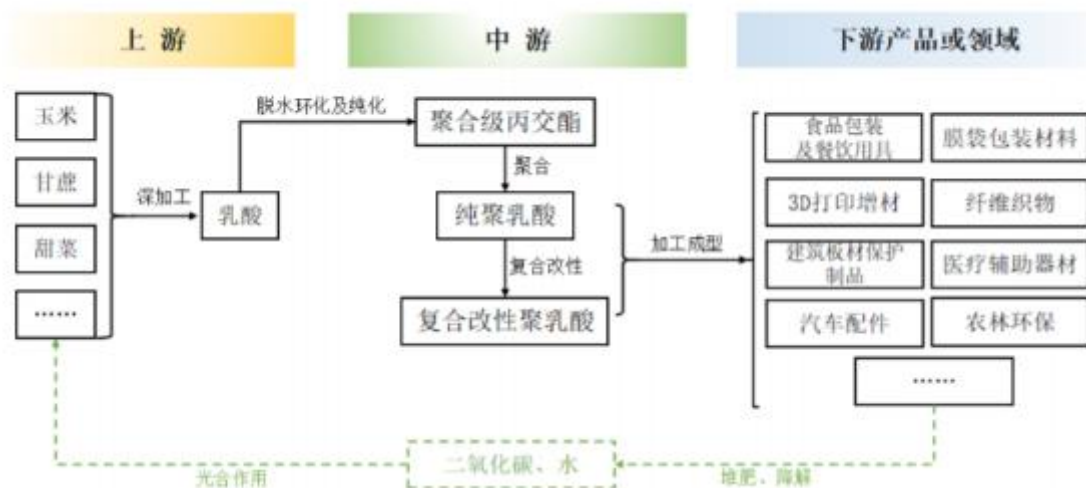 上 游
中 游
下游产品或领域
玉米
甘蔗
甜菜
……
深加工
乳酸
脱水环化及纯化
聚合级丙交酯
聚合
纯聚乳酸
复合改性
复合改性聚乳酸
加工成型
食品包装
及餐饮用具
膜袋包装材料
3D打印增材
纤维织物
建筑板材保护
制品
医疗辅助器材
汽车配件
农林环保
……
光合作用
二氧化碳、水
堆肥、降解